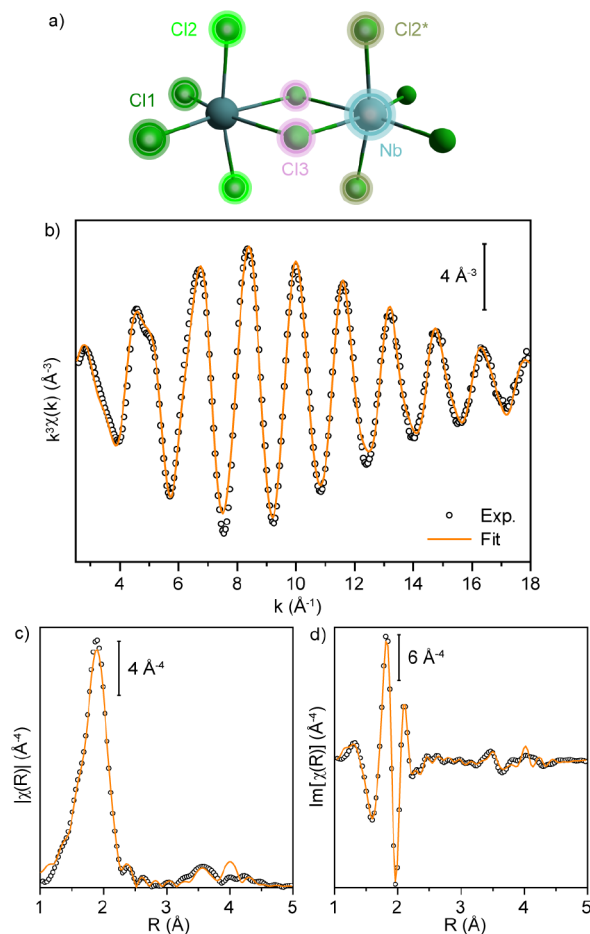 a)
Cl2
Cl2*
Cl1
Cl3
Nb
b)
4 Å-3
k3χ(k) (Å-3)
Exp.
Fit
4 6 8 10 12 14 16 18
k (Å-1)
c)
4 Å-4
|χ(R)| (Å-4)
1 2 3 4 5
R (Å)
d)
6 Å-4
Im[χ(R)] (Å-4)
1 2 3 4 5
R (Å)